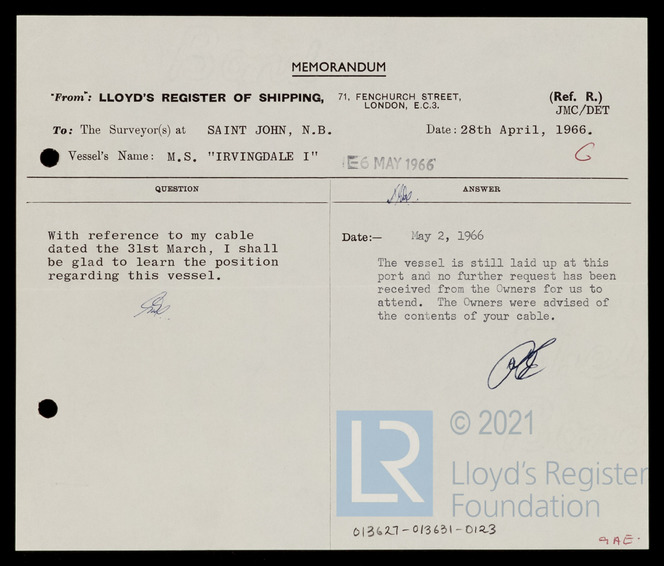 MEMORANDUM
"From": LLOYD'S REGISTER OF SHIPPING, 71, FENCHURCH STREET,
LONDON, E.C.3.
(Ref. R.)
JMC/DET
To: The Surveyor(s) at SAINT JOHN, N.B. Date: 28th April, 1966.
Vessel's Name: M.S. "IRVINGDALE I"
6 MAY 1966
G
QUESTION
ANSWER
With reference to my cable
dated the 31st March, I shall
be glad to learn the position
regarding this vessel.
Date:— May 2, 1966
The vessel is still laid up at this
port and no further request has been
received from the Owners for us to
attend. The Owners were advised of
the contents of your cable.
LR
© 2021
Lloyd's Register
Foundation
013627-013631-0123
GAE.